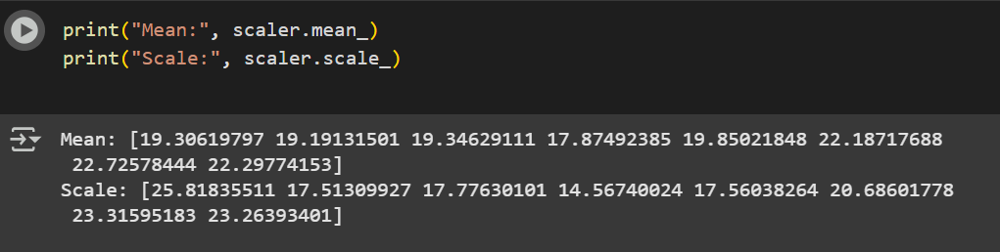 print("Mean:", scaler.mean_)
print("Scale:", scaler.scale_)
Mean: [19.30619797 19.19131501 19.34629111 17.87492385 19.85021848 22.18717688
22.72578444 22.29774153]
Scale: [25.81835511 17.51309927 17.77630101 14.56740024 17.56038264 20.68601778
23.31595183 23.26393401]